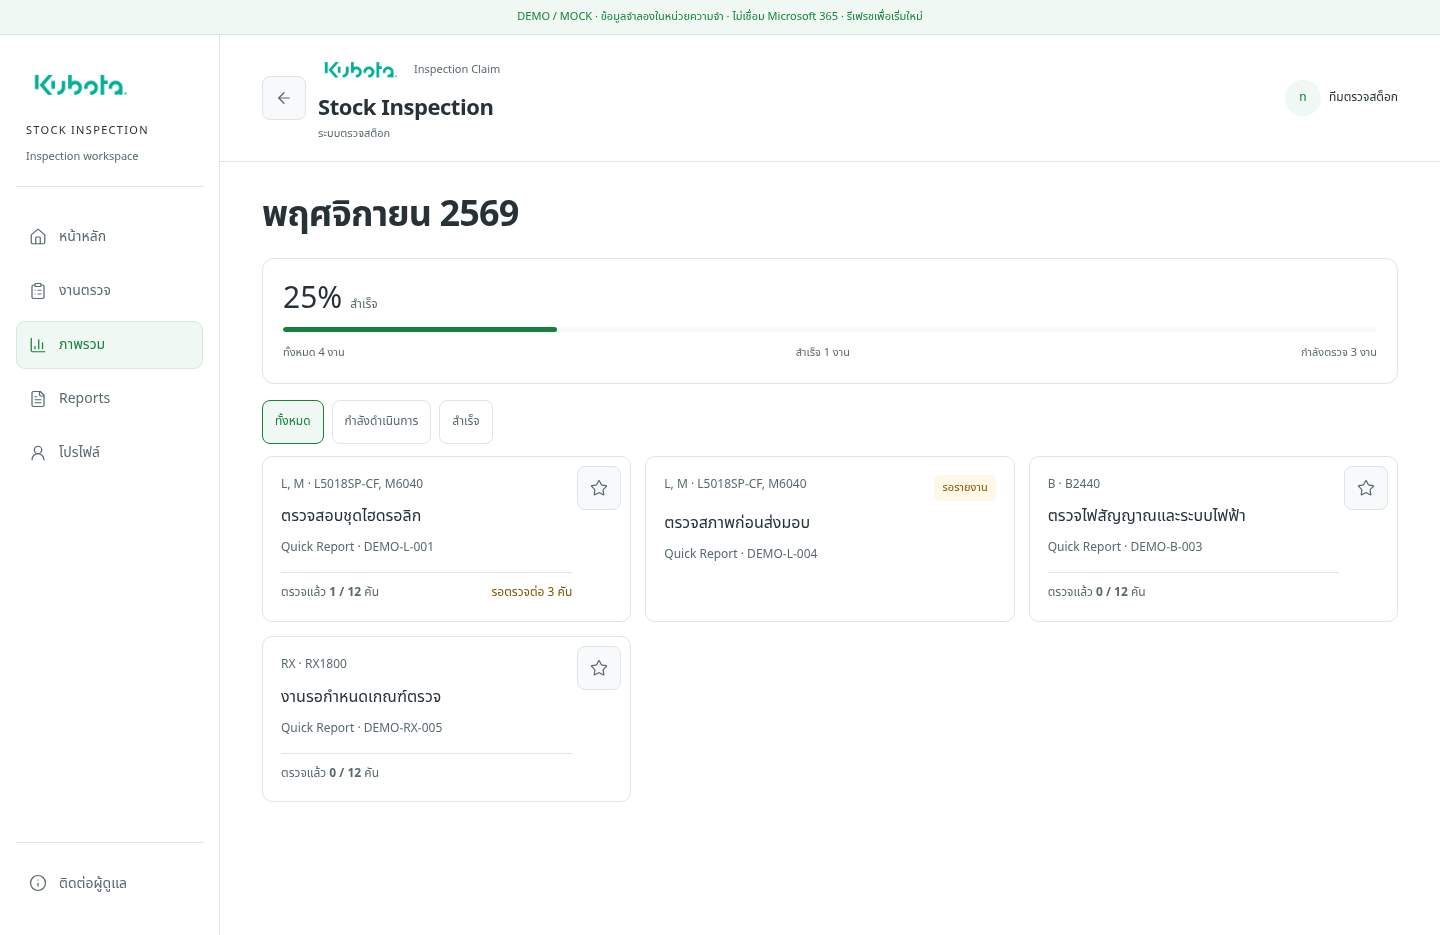 DEMO / MOCK · ข้อมูลจำลองในหน่วยความจำ · ไม่เชื่อม Microsoft 365 · รีเฟรชเพื่อเริ่มใหม่
Kubota
STOCK INSPECTION
Inspection workspace
หน้าหลัก
งานตรวจ
ภาพรวม
Reports
โปรไฟล์
ติดต่อผู้ดูแล
Kubota
Inspection Claim
Stock Inspection
ระบบตรวจสต็อก
ท
ทีมตรวจสต็อก
พฤศจิกายน 2569
25% สำเร็จ
ทั้งหมด 4 งาน
สำเร็จ 1 งาน
กำลังตรวจ 3 งาน
ทั้งหมด
กำลังดำเนินการ
สำเร็จ
L, M · L5018SP-CF, M6040
ตรวจสอบชุดไฮดรอลิก
Quick Report · DEMO-L-001
ตรวจแล้ว 1 / 12 คัน
รอตรวจต่อ 3 คัน
L, M · L5018SP-CF, M6040
รอรายงาน
ตรวจสภาพก่อนส่งมอบ
Quick Report · DEMO-L-004
B · B2440
ตรวจไฟสัญญาณและระบบไฟฟ้า
Quick Report · DEMO-B-003
ตรวจแล้ว 0 / 12 คัน
RX · RX1800
งานรอกำหนดเกณฑ์ตรวจ
Quick Report · DEMO-RX-005
ตรวจแล้ว 0 / 12 คัน